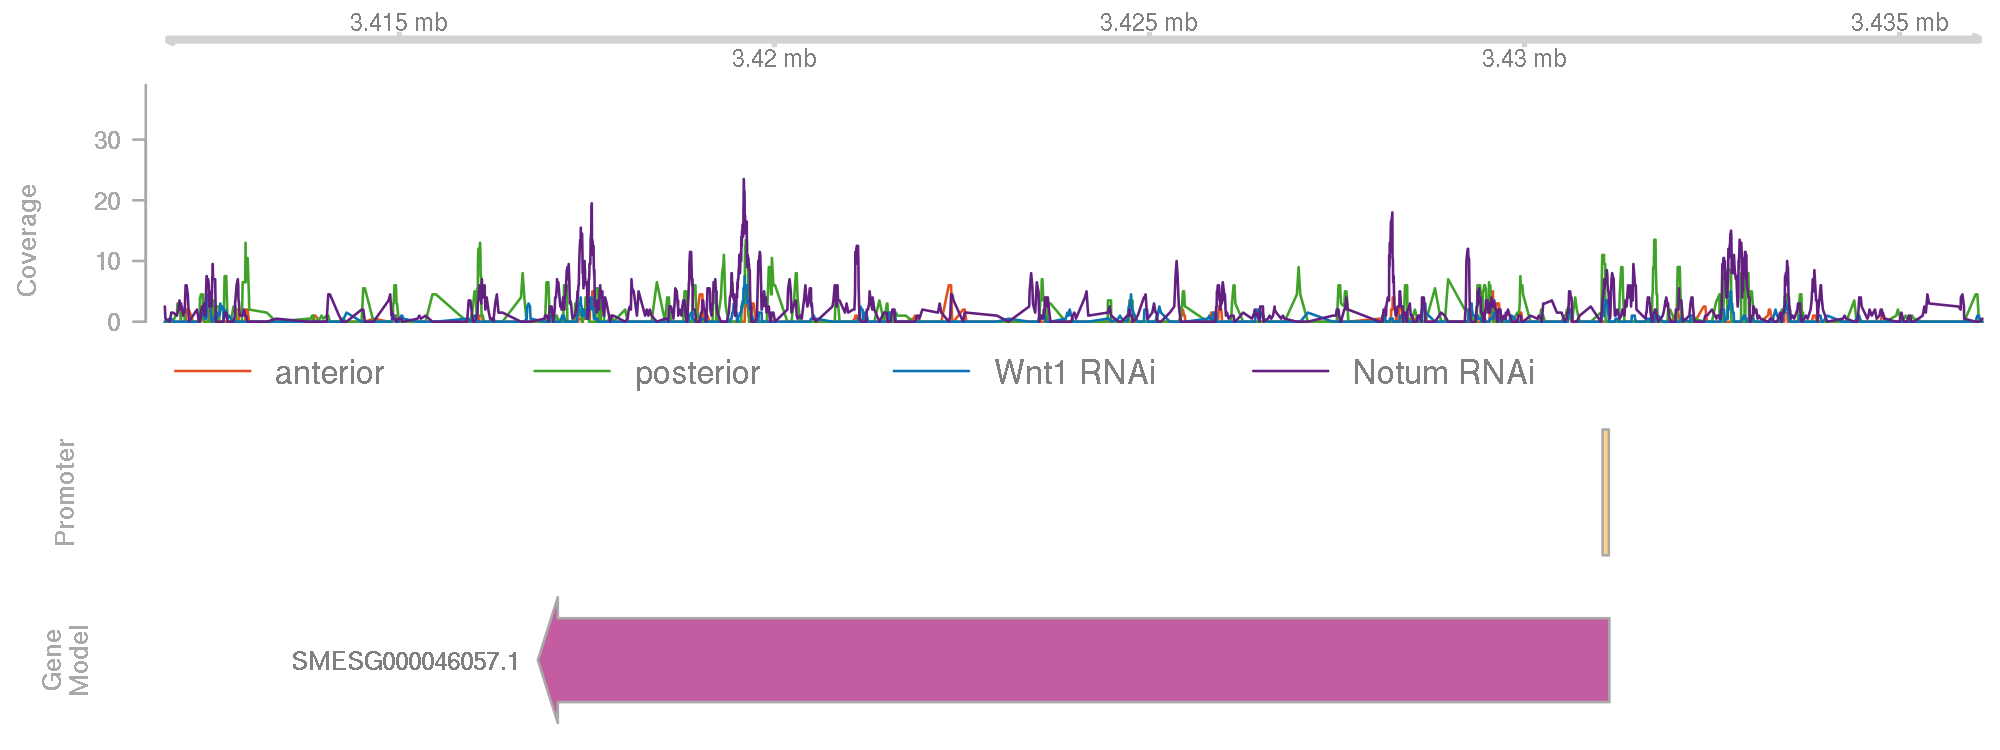 3.415 mb
3.425 mb
3.435 mb
3.42 mb
3.43 mb
Coverage
30
20
10
0
anterior posterior Wnt1 RNAi Notum RNAi
Promoter
Gene
Model
SMESG000046057.1